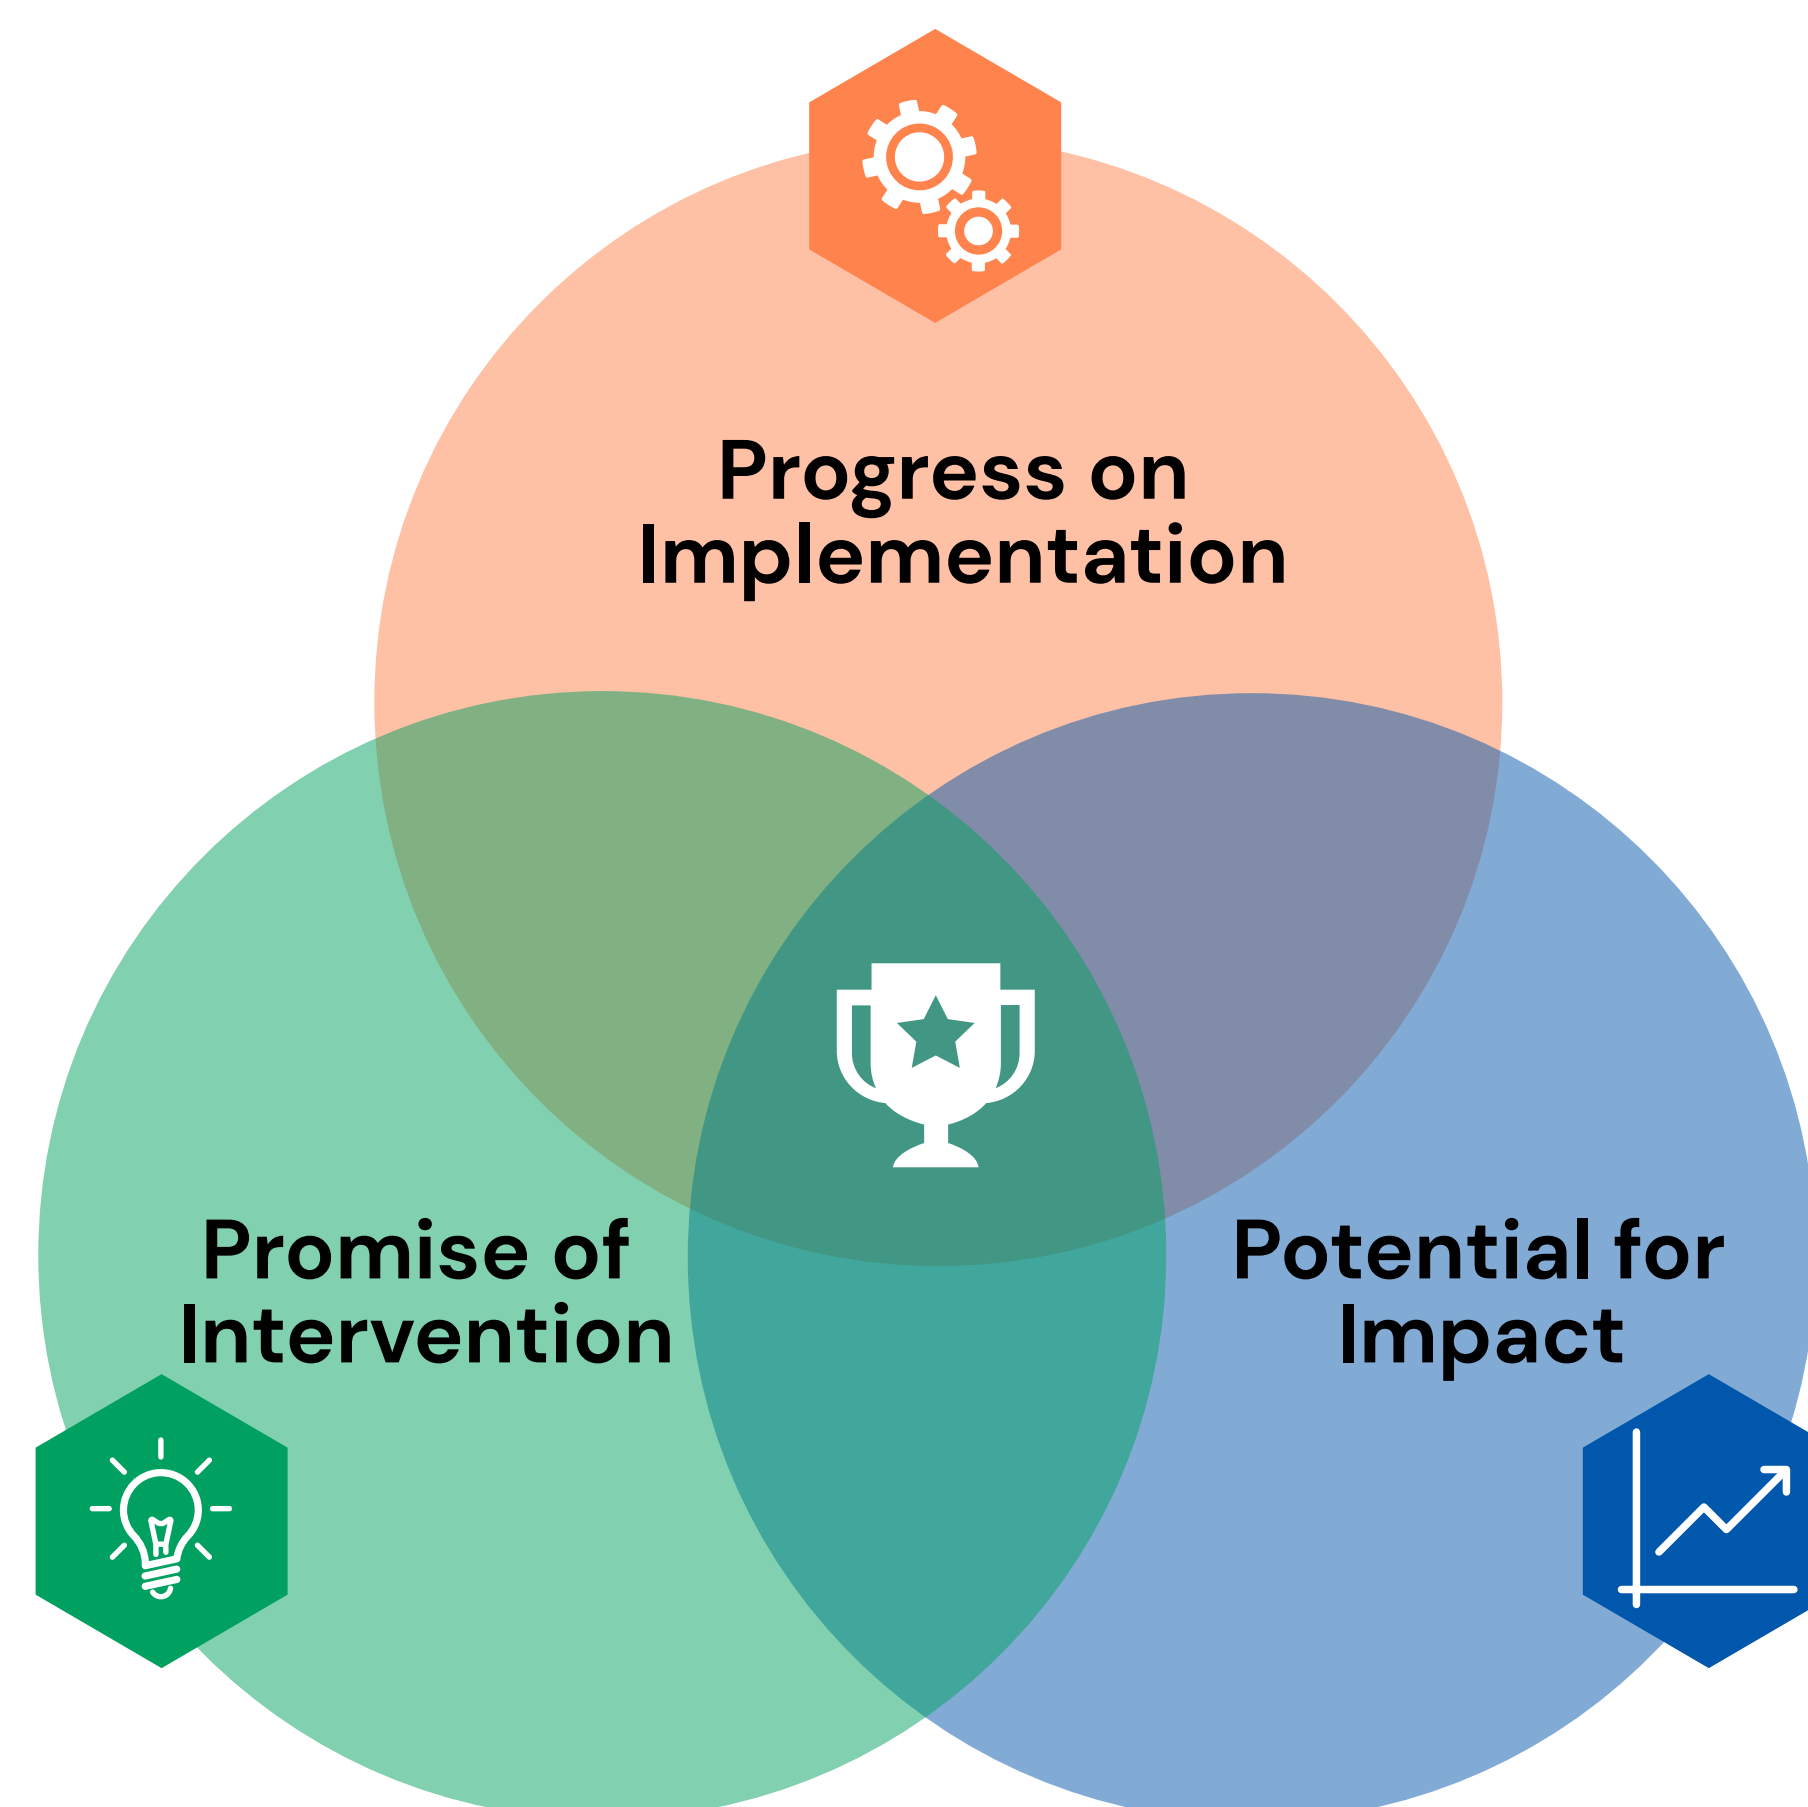 Progress on
Implementation
Promise of
Intervention
Potential for
Impact